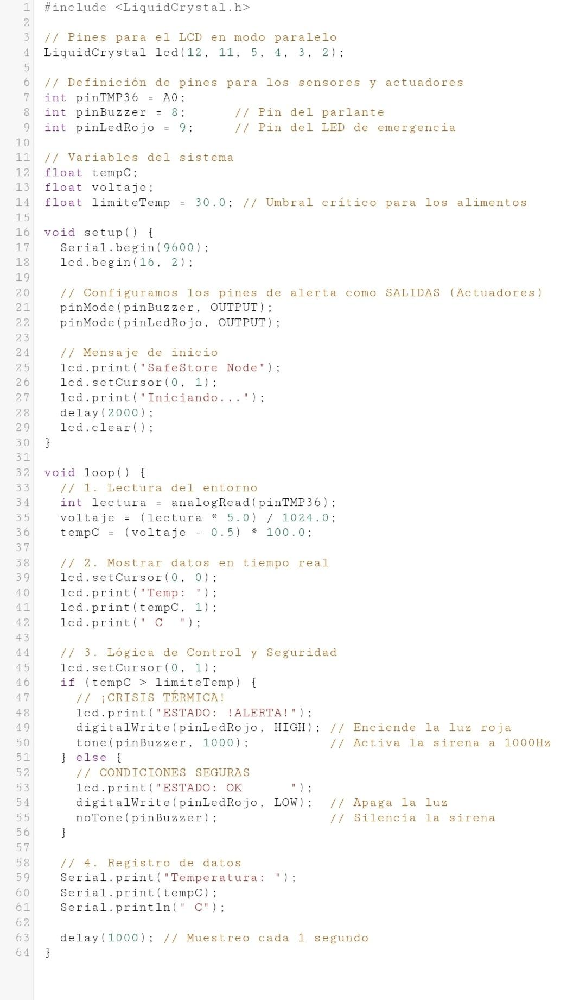 1 #include <LiquidCrystal.h>
2
3 // Pines para el LCD en modo paralelo
4 LiquidCrystal lcd(12, 11, 5, 4, 3, 2);
5
6 // Definición de pines para los sensores y actuadores
7 int pinTMP36 = A0;
8 int pinBuzzer = 8;      // Pin del parlante
9 int pinLedRojo = 9;     // Pin del LED de emergencia
10
11 // Variables del sistema
12 float tempC;
13 float voltaje;
14 float limiteTemp = 30.0; // Umbral crítico para los alimentos
15
16 void setup() {
17   Serial.begin(9600);
18   lcd.begin(16, 2);
19
20   // Configuramos los pines de alerta como SALIDAS (Actuadores)
21   pinMode(pinBuzzer, OUTPUT);
22   pinMode(pinLedRojo, OUTPUT);
23
24   // Mensaje de inicio
25   lcd.print("SafeStore Node");
26   lcd.setCursor(0, 1);
27   lcd.print("Iniciando...");
28   delay(2000);
29   lcd.clear();
30 }
31
32 void loop() {
33   // 1. Lectura del entorno
34   int lectura = analogRead(pinTMP36);
35   voltaje = (lectura * 5.0) / 1024.0;
36   tempC = (voltaje - 0.5) * 100.0;
37
38   // 2. Mostrar datos en tiempo real
39   lcd.setCursor(0, 0);
40   lcd.print("Temp: ");
41   lcd.print(tempC, 1);
42   lcd.print(" C  ");
43
44   // 3. Lógica de Control y Seguridad
45   lcd.setCursor(0, 1);
46   if (tempC > limiteTemp) {
47     // ¡CRISIS TÉRMICA!
48     lcd.print("ESTADO: !ALERTA!");
49     digitalWrite(pinLedRojo, HIGH); // Enciende la luz roja
50     tone(pinBuzzer, 1000);          // Activa la sirena a 1000Hz
51   } else {
52     // CONDICIONES SEGURAS
53     lcd.print("ESTADO: OK      ");
54     digitalWrite(pinLedRojo, LOW);  // Apaga la luz
55     noTone(pinBuzzer);              // Silencia la sirena
56   }
57
58   // 4. Registro de datos
59   Serial.print("Temperatura: ");
60   Serial.print(tempC);
61   Serial.println(" C");
62
63   delay(1000); // Muestreo cada 1 segundo
64 }